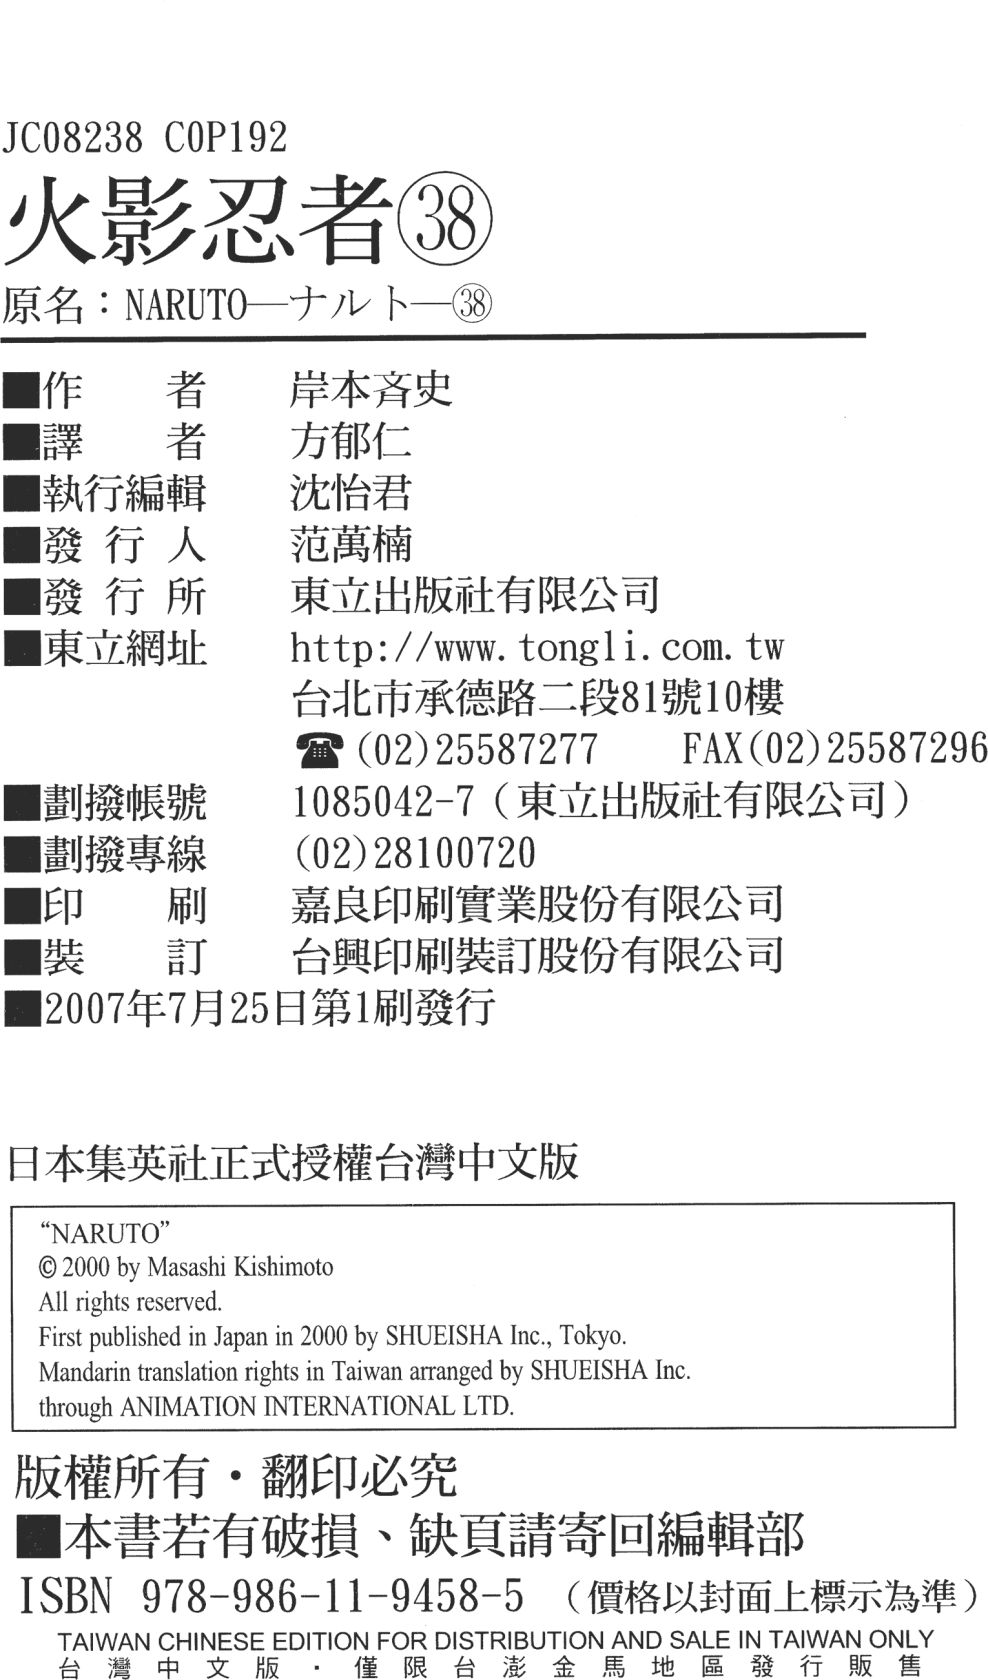 JC08238 C0P192
火影忍者㊳
原名：NARUTO—ナルト—㊳
■作　　者　　岸本斉史
■譯　　者　　方郁仁
■執行編輯　　沈怡君
■發 行 人　　范萬楠
■發 行 所　　東立出版社有限公司
■東立網址　　http://www.tongli.com.tw
台北市承德路二段81號10樓
☎(02)25587277　FAX(02)25587296
■劃撥帳號　　1085042-7（東立出版社有限公司）
■劃撥專線　　(02)28100720
■印　　刷　　嘉良印刷實業股份有限公司
■裝　　訂　　台興印刷裝訂股份有限公司
■2007年7月25日第1刷發行
日本集英社正式授權台灣中文版
“NARUTO”
© 2000 by Masashi Kishimoto
All rights reserved.
First published in Japan in 2000 by SHUEISHA Inc., Tokyo.
Mandarin translation rights in Taiwan arranged by SHUEISHA Inc.
through ANIMATION INTERNATIONAL LTD.
版權所有・翻印必究
■本書若有破損、缺頁請寄回編輯部
ISBN 978-986-11-9458-5 （價格以封面上標示為準）
TAIWAN CHINESE EDITION FOR DISTRIBUTION AND SALE IN TAIWAN ONLY
台灣中文版・僅限台澎金馬地區發行販售